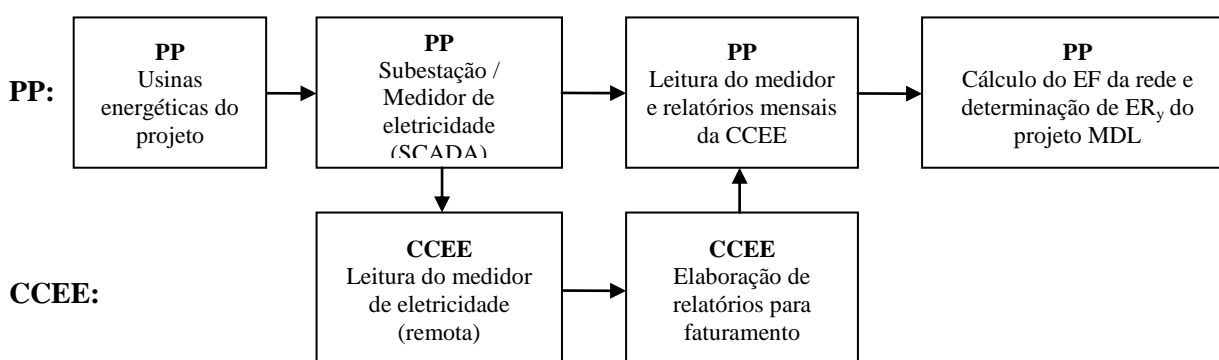 PP:
PP
Usinas
energéticas do
projeto
PP
Subestação /
Medidor de
eletricidade
(SCADA)
PP
Leitura do medidor
e relatórios mensais
da CCEE
PP
Cálculo do EF da rede e
determinação de ERy do
projeto MDL
CCEE:
CCEE
Leitura do medidor
de eletricidade
(remota)
CCEE
Elaboração de
relatórios para
faturamento